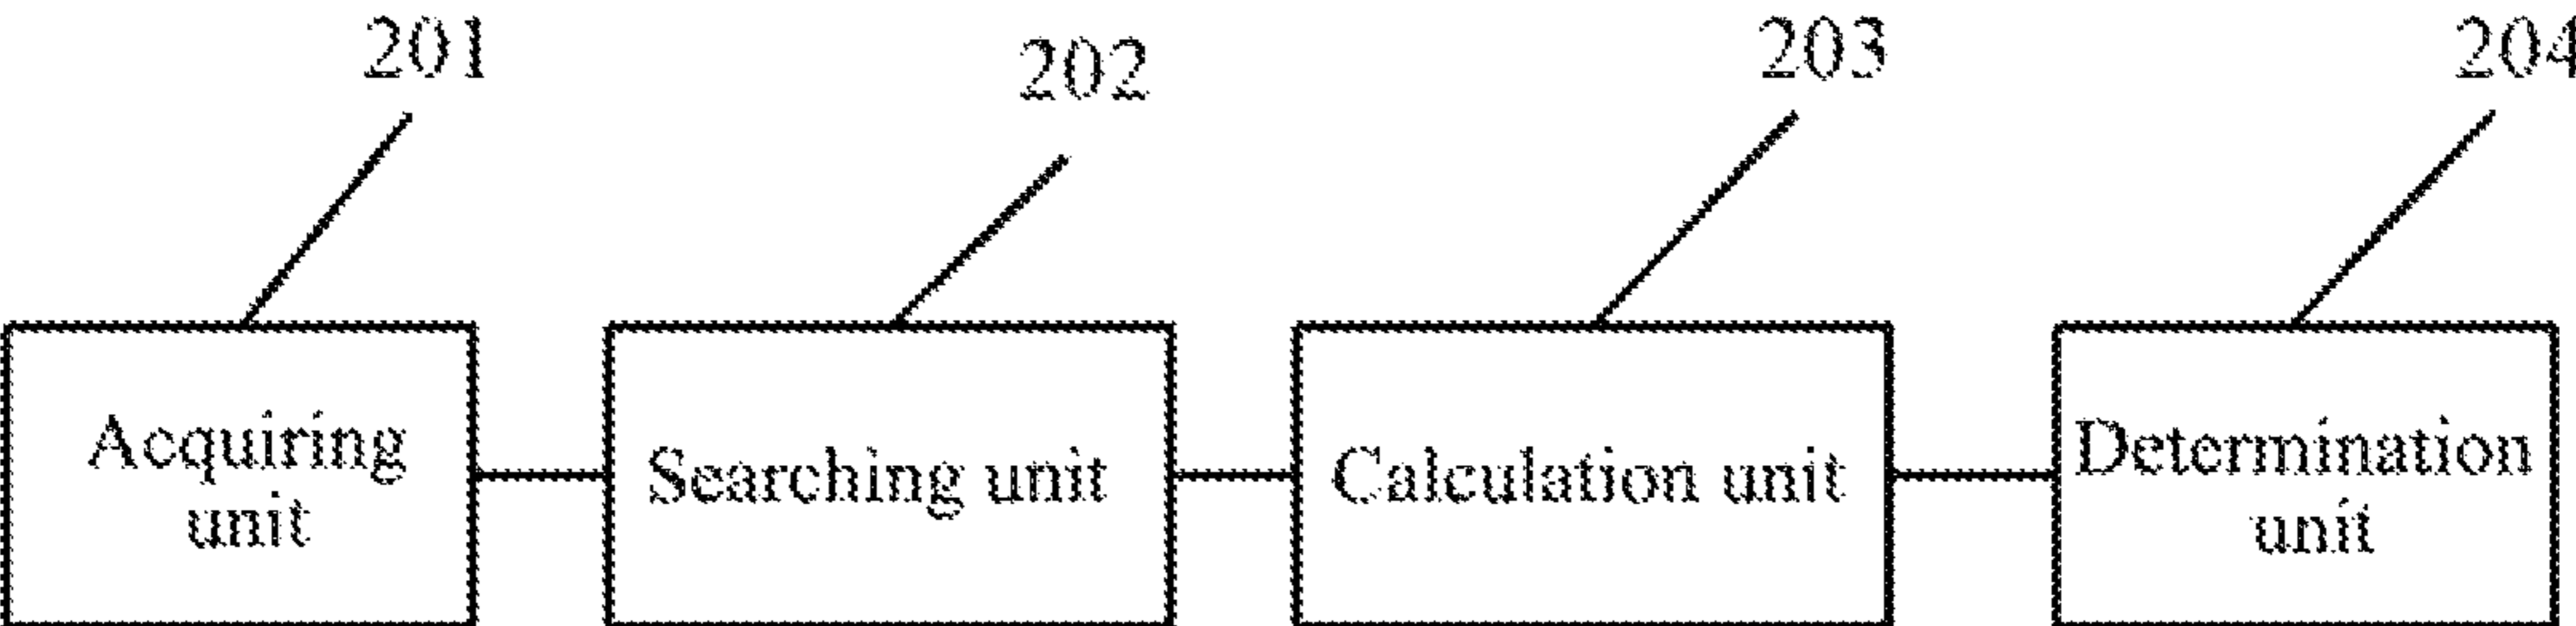 201
202
203
204
Acquiring
unit
Searching unit
Calculation unit
Determination
unit